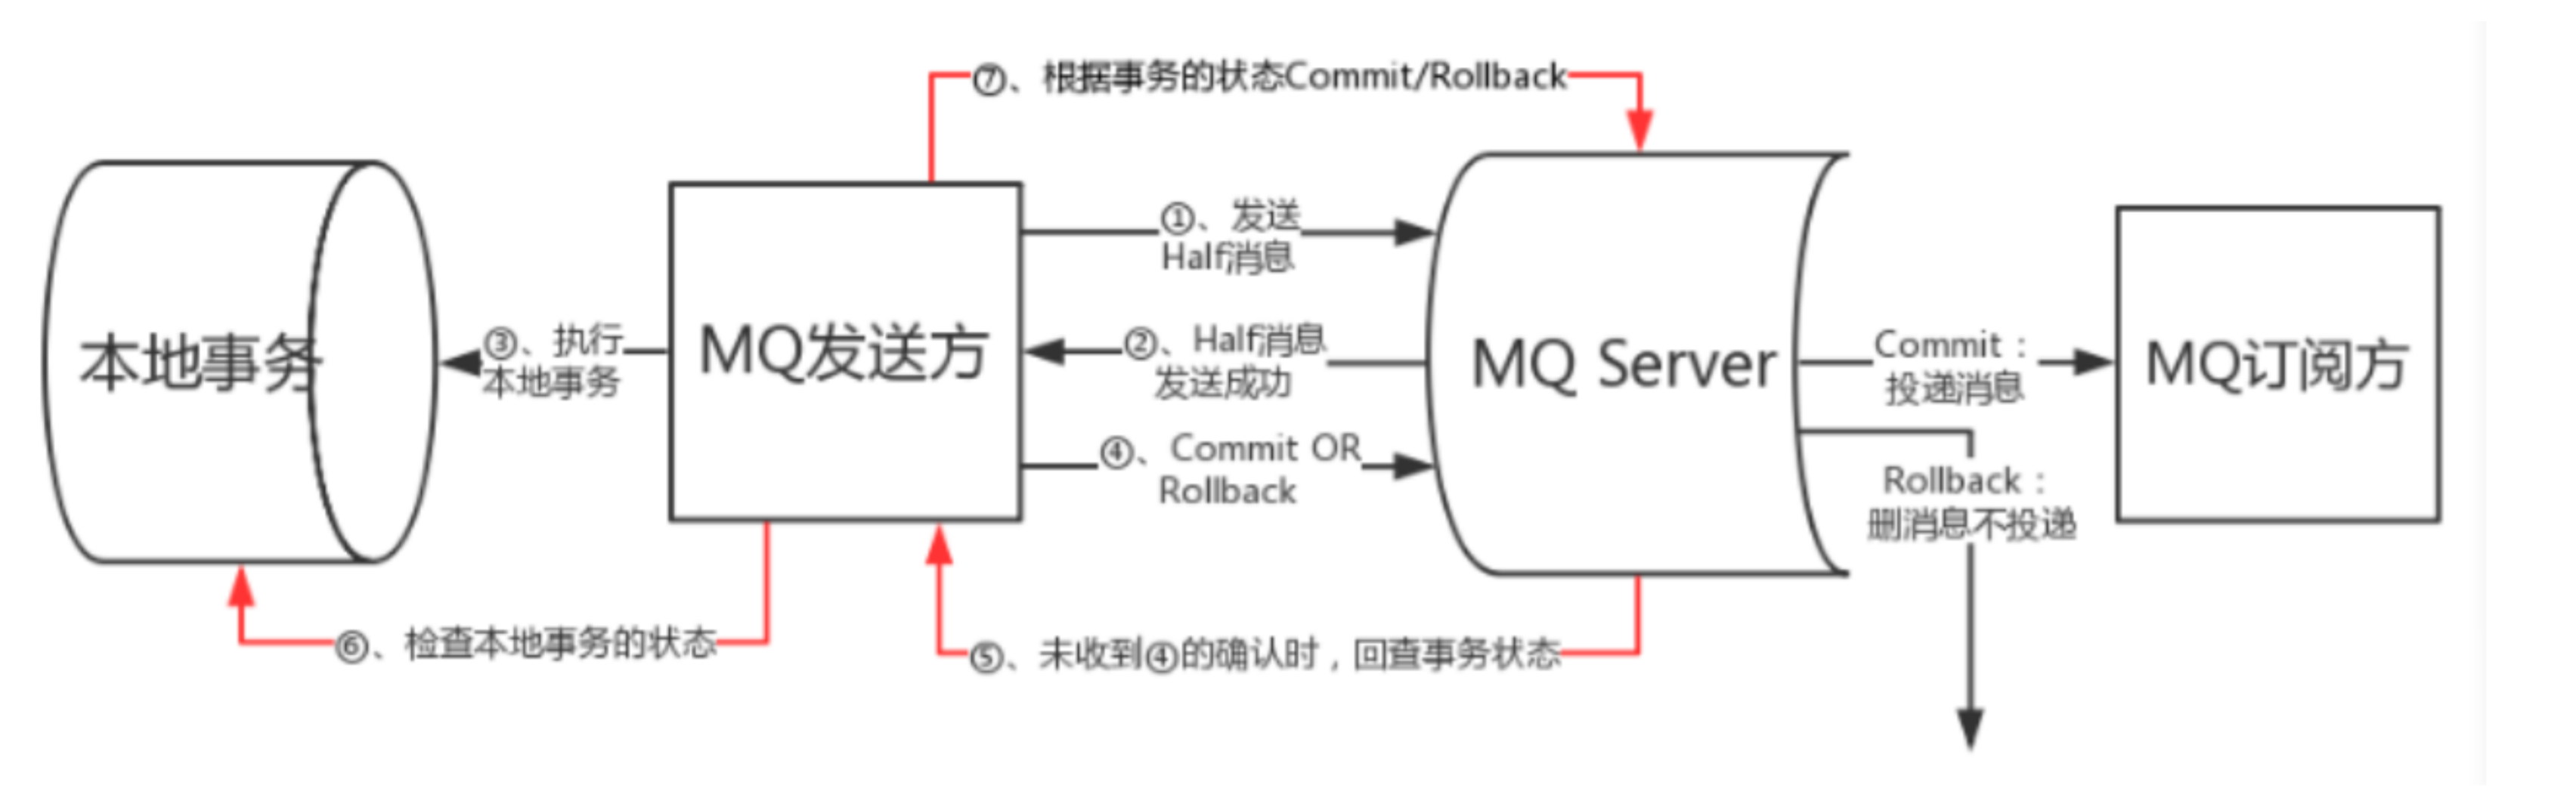 ⑦、根据事务的状态Commit/Rollback
①、发送
Half消息
本地事务
③、执行
本地事务
MQ发送方
②、Half消息
发送成功
MQ Server
Commit：
投递消息
MQ订阅方
④、Commit OR
Rollback
Rollback：
删消息不投递
⑥、检查本地事务的状态
⑤、未收到④的确认时，回查事务状态